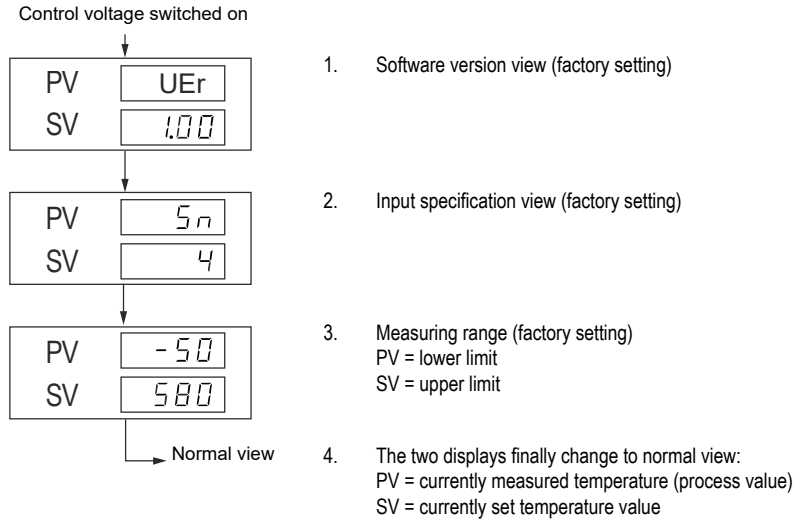 Control voltage switched on
PV UEr
SV 1.00
1. Software version view (factory setting)
PV Sn
SV 4
2. Input specification view (factory setting)
PV -50
SV 580
3. Measuring range (factory setting)
PV = lower limit
SV = upper limit
Normal view
4. The two displays finally change to normal view:
PV = currently measured temperature (process value)
SV = currently set temperature value